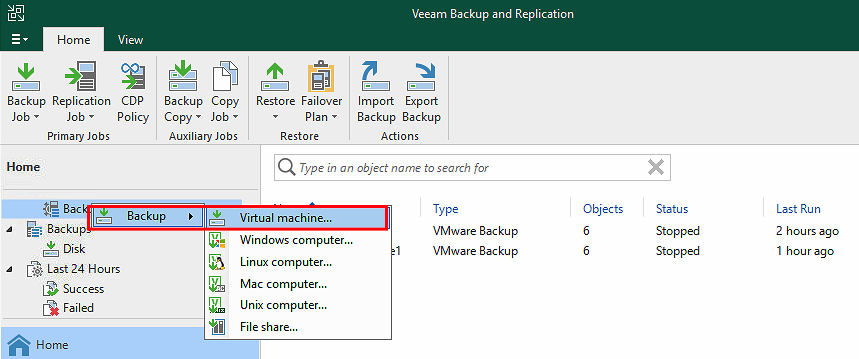 Veeam Backup and Replication
Home View
Backup Job Replication Job CDP Policy Backup Copy Copy Job Restore Failover Plan Import Backup Export Backup
Primary Jobs Auxiliary Jobs Restore Actions
Home
Type in an object name to search for
Type Objects Status Last Run
Backup Virtual machine...
Backups
VMware Backup 6 Stopped 2 hours ago
Windows computer...
Disk
VMware Backup 6 Stopped 1 hour ago
Linux computer...
Last 24 Hours
Mac computer...
Success
Unix computer...
Failed
File share...
Home